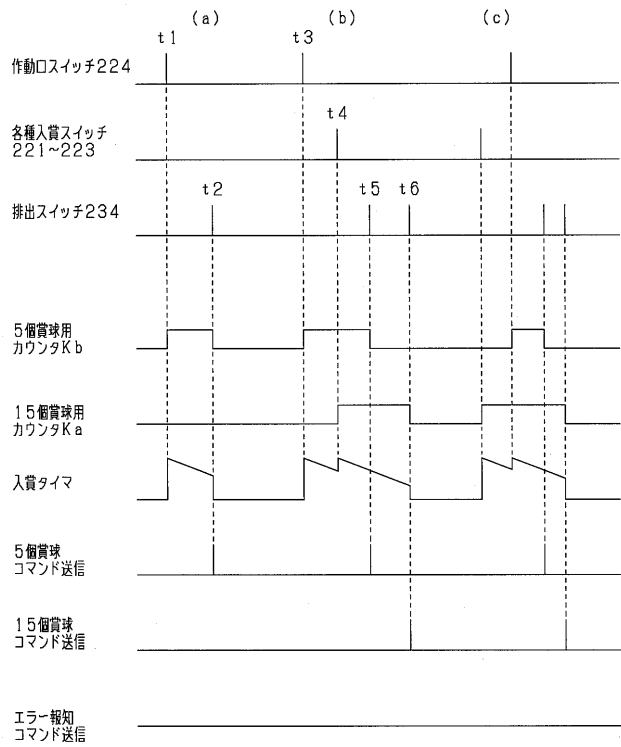 (a)
(b)
(c)
t1
t3
作動口スイッチ224
t4
各種入賞スイッチ
221~223
t2
t5
t6
排出スイッチ234
5個賞球用
カウンタKb
15個賞球用
カウンタKa
入賞タイマ
5個賞球
コマンド送信
15個賞球
コマンド送信
エラー報知
コマンド送信